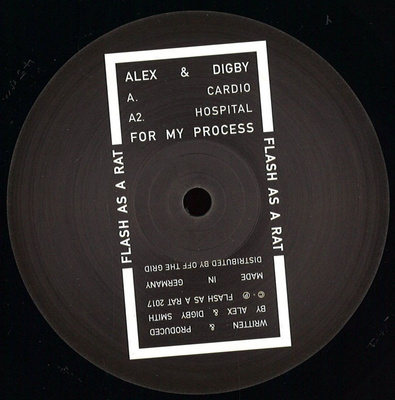 ALEX & DIGBY
A. CARDIO
A2. HOSPITAL
FOR MY PROCESS
FLASH AS A RAT
FLASH AS A RAT
WRITTEN & PRODUCED
BY ALEX & DIGBY SMITH
© · ℗ FLASH AS A RAT 2017
MADE IN GERMANY
DISTRIBUTED BY OFF THE GRID